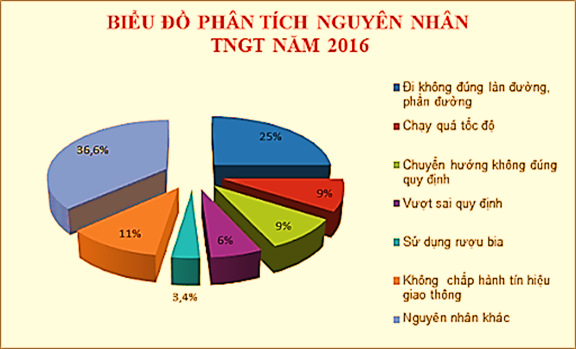 BIỂU ĐỒ PHÂN TÍCH NGUYÊN NHÂN
TNGT NĂM 2016
36,6%
25%
9%
9%
6%
3,4%
11%
Đi không đúng làn đường,
phần đường
Chạy quá tốc độ
Chuyển hướng không đúng
quy định
Vượt sai quy định
Sử dụng rượu bia
Không chấp hành tín hiệu
giao thông
Nguyên nhân khác